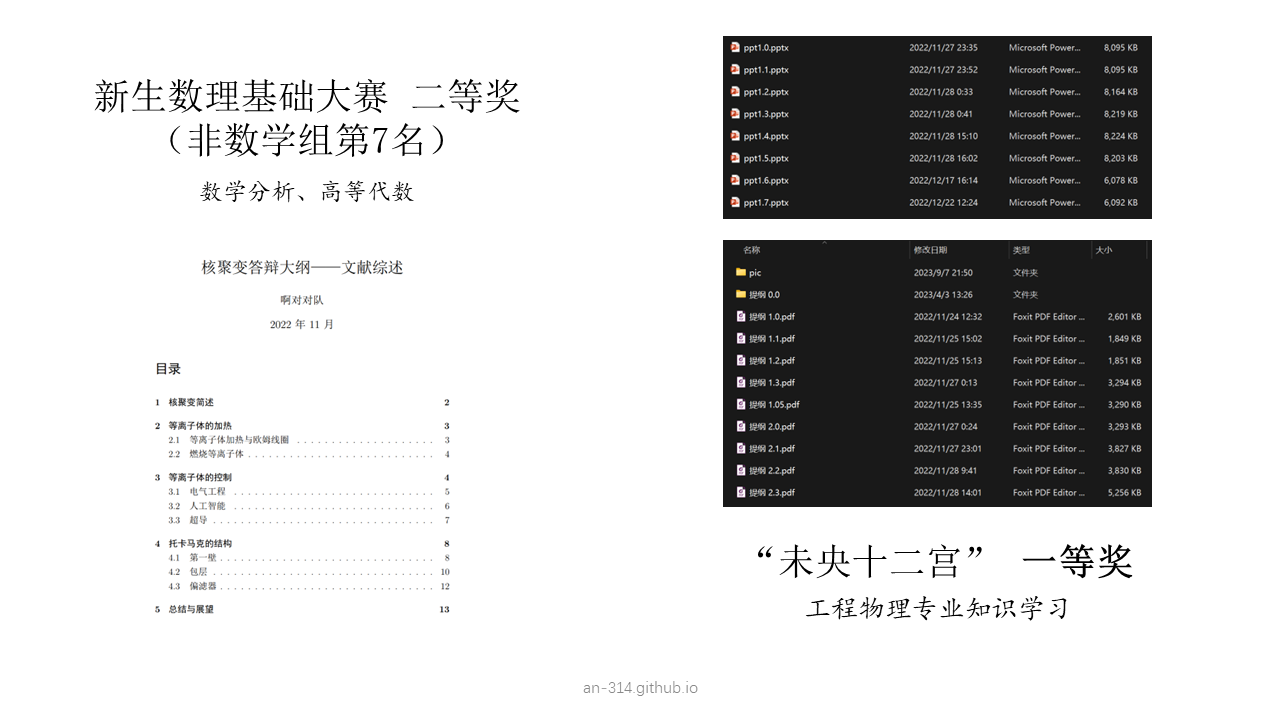 新生数理基础大赛 二等奖
（非数学组第7名）
数学分析、高等代数
核聚变答辩大纲——文献综述
啊对对队
2022 年 11 月
目录
1 核聚变简述 2
2 等离子体的加热 3
2.1 等离子体加热与欧姆线圈 . . . . . . . . . . . . . . . . . . . . 3
2.2 燃烧等离子体 . . . . . . . . . . . . . . . . . . . . . . . . . . . 4
3 等离子体的控制 4
3.1 电气工程 . . . . . . . . . . . . . . . . . . . . . . . . . . . . . 5
3.2 人工智能 . . . . . . . . . . . . . . . . . . . . . . . . . . . . . 6
3.3 超导 . . . . . . . . . . . . . . . . . . . . . . . . . . . . . . . . 7
4 托卡马克的结构 8
4.1 第一壁 . . . . . . . . . . . . . . . . . . . . . . . . . . . . . . . 8
4.2 包层 . . . . . . . . . . . . . . . . . . . . . . . . . . . . . . . . 10
4.3 偏滤器 . . . . . . . . . . . . . . . . . . . . . . . . . . . . . . . 12
5 总结与展望 13
ppt1.0.pptx 2022/11/27 23:35 Microsoft Power... 8,095 KB
ppt1.1.pptx 2022/11/27 23:52 Microsoft Power... 8,095 KB
ppt1.2.pptx 2022/11/28 0:33 Microsoft Power... 8,164 KB
ppt1.3.pptx 2022/11/28 0:41 Microsoft Power... 8,219 KB
ppt1.4.pptx 2022/11/28 15:10 Microsoft Power... 8,224 KB
ppt1.5.pptx 2022/11/28 16:02 Microsoft Power... 8,203 KB
ppt1.6.pptx 2022/12/17 16:14 Microsoft Power... 6,078 KB
ppt1.7.pptx 2022/12/22 12:24 Microsoft Power... 6,092 KB
名称 修改日期 类型 大小
pic 2023/9/7 21:50 文件夹
提纲 0.0 2023/4/3 13:26 文件夹
提纲 1.0.pdf 2022/11/24 12:32 Foxit PDF Editor ... 2,601 KB
提纲 1.1.pdf 2022/11/25 15:02 Foxit PDF Editor ... 1,849 KB
提纲 1.2.pdf 2022/11/25 15:13 Foxit PDF Editor ... 1,851 KB
提纲 1.3.pdf 2022/11/27 0:13 Foxit PDF Editor ... 3,294 KB
提纲 1.05.pdf 2022/11/25 13:35 Foxit PDF Editor ... 3,290 KB
提纲 2.0.pdf 2022/11/27 0:24 Foxit PDF Editor ... 3,293 KB
提纲 2.1.pdf 2022/11/27 23:01 Foxit PDF Editor ... 3,827 KB
提纲 2.2.pdf 2022/11/28 9:41 Foxit PDF Editor ... 3,830 KB
提纲 2.3.pdf 2022/11/28 14:01 Foxit PDF Editor ... 5,256 KB
“未央十二宫” 一等奖
工程物理专业知识学习
an-314.github.io